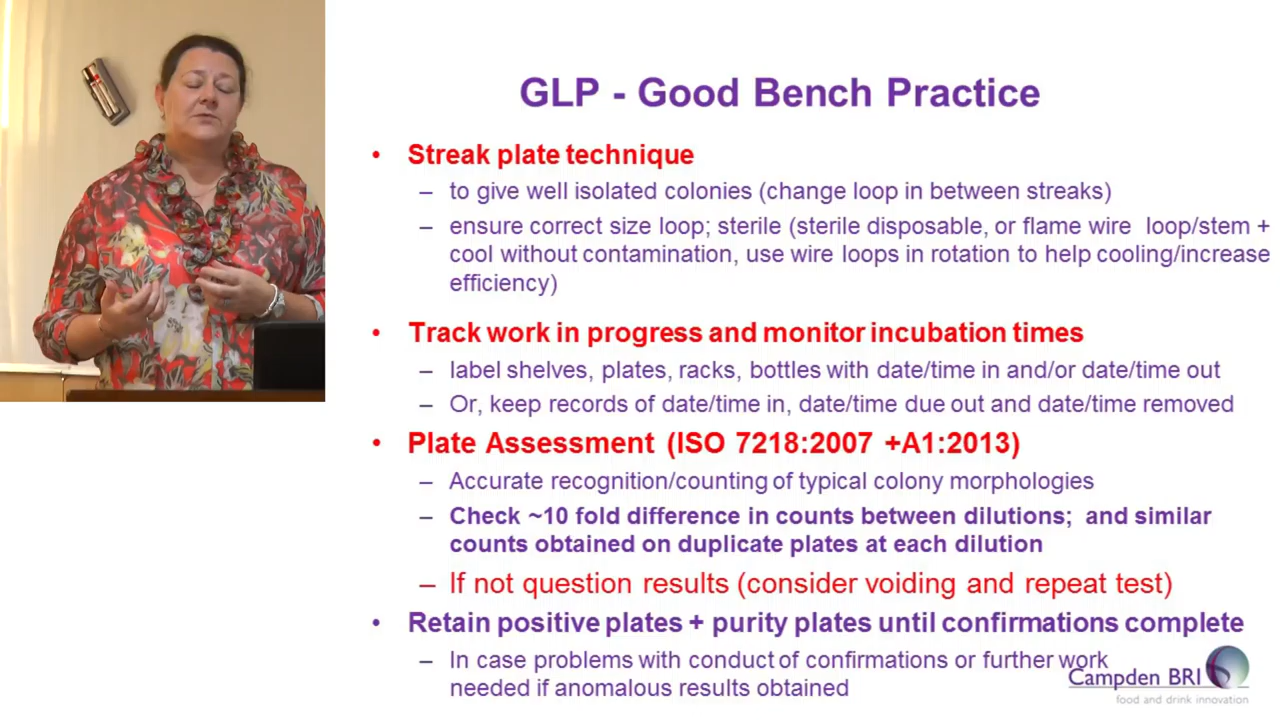 GLP - Good Bench Practice
• Streak plate technique
– to give well isolated colonies (change loop in between streaks)
– ensure correct size loop; sterile (sterile disposable, or flame wire loop/stem +
cool without contamination, use wire loops in rotation to help cooling/increase
efficiency)
• Track work in progress and monitor incubation times
– label shelves, plates, racks, bottles with date/time in and/or date/time out
– Or, keep records of date/time in, date/time due out and date/time removed
• Plate Assessment (ISO 7218:2007 +A1:2013)
– Accurate recognition/counting of typical colony morphologies
– Check ~10 fold difference in counts between dilutions; and similar
counts obtained on duplicate plates at each dilution
– If not question results (consider voiding and repeat test)
• Retain positive plates + purity plates until confirmations complete
– In case problems with conduct of confirmations or further work
needed if anomalous results obtained
Campden BRI
food and drink innovation